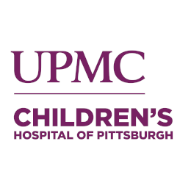 UPMC
CHILDREN'S
HOSPITAL OF PITTSBURGH